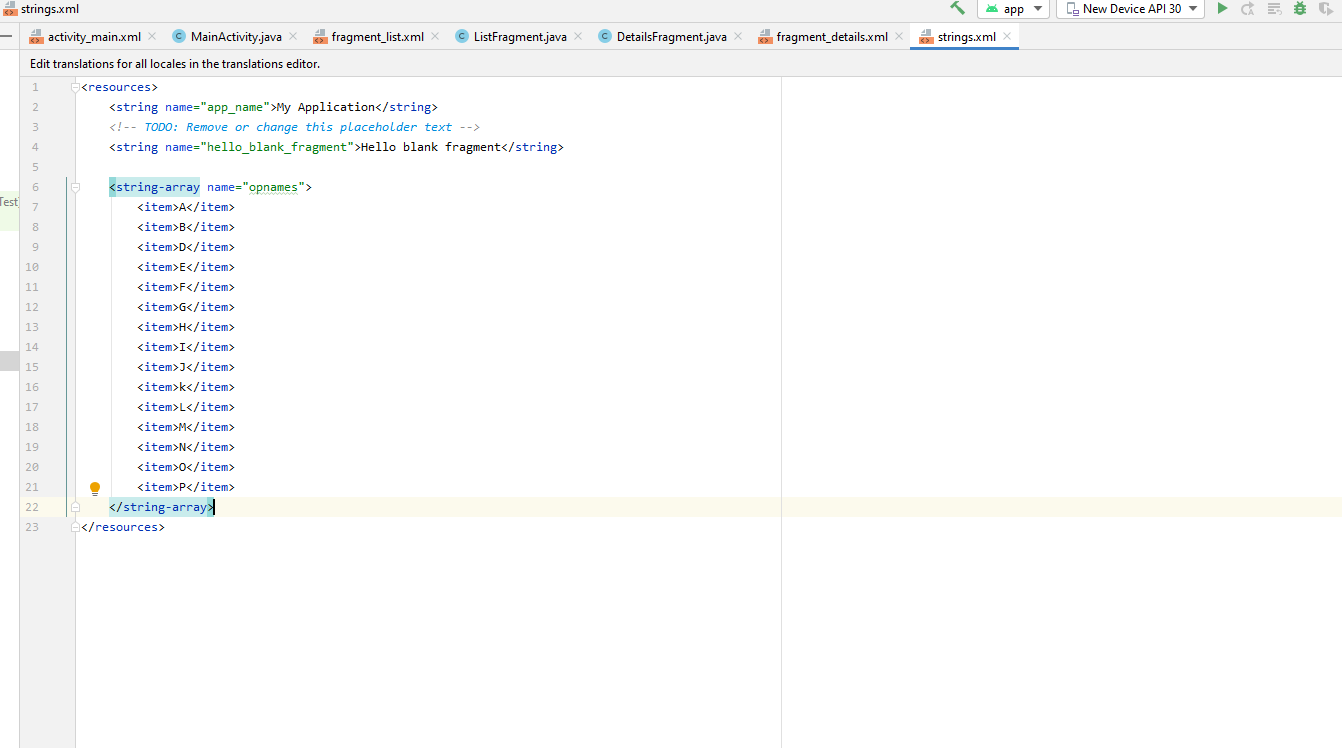 strings.xml
app
New Device API 30
activity_main.xml
MainActivity.java
fragment_list.xml
ListFragment.java
DetailsFragment.java
fragment_details.xml
strings.xml
Edit translations for all locales in the translations editor.
1 <resources>
2 <string name="app_name">My Application</string>
3 <!-- TODO: Remove or change this placeholder text -->
4 <string name="hello_blank_fragment">Hello blank fragment</string>
5
6 <string-array name="opnames">
7 <item>A</item>
8 <item>B</item>
9 <item>D</item>
10 <item>E</item>
11 <item>F</item>
12 <item>G</item>
13 <item>H</item>
14 <item>I</item>
15 <item>J</item>
16 <item>k</item>
17 <item>L</item>
18 <item>M</item>
19 <item>N</item>
20 <item>O</item>
21 <item>P</item>
22 </string-array>
23 </resources>
Test